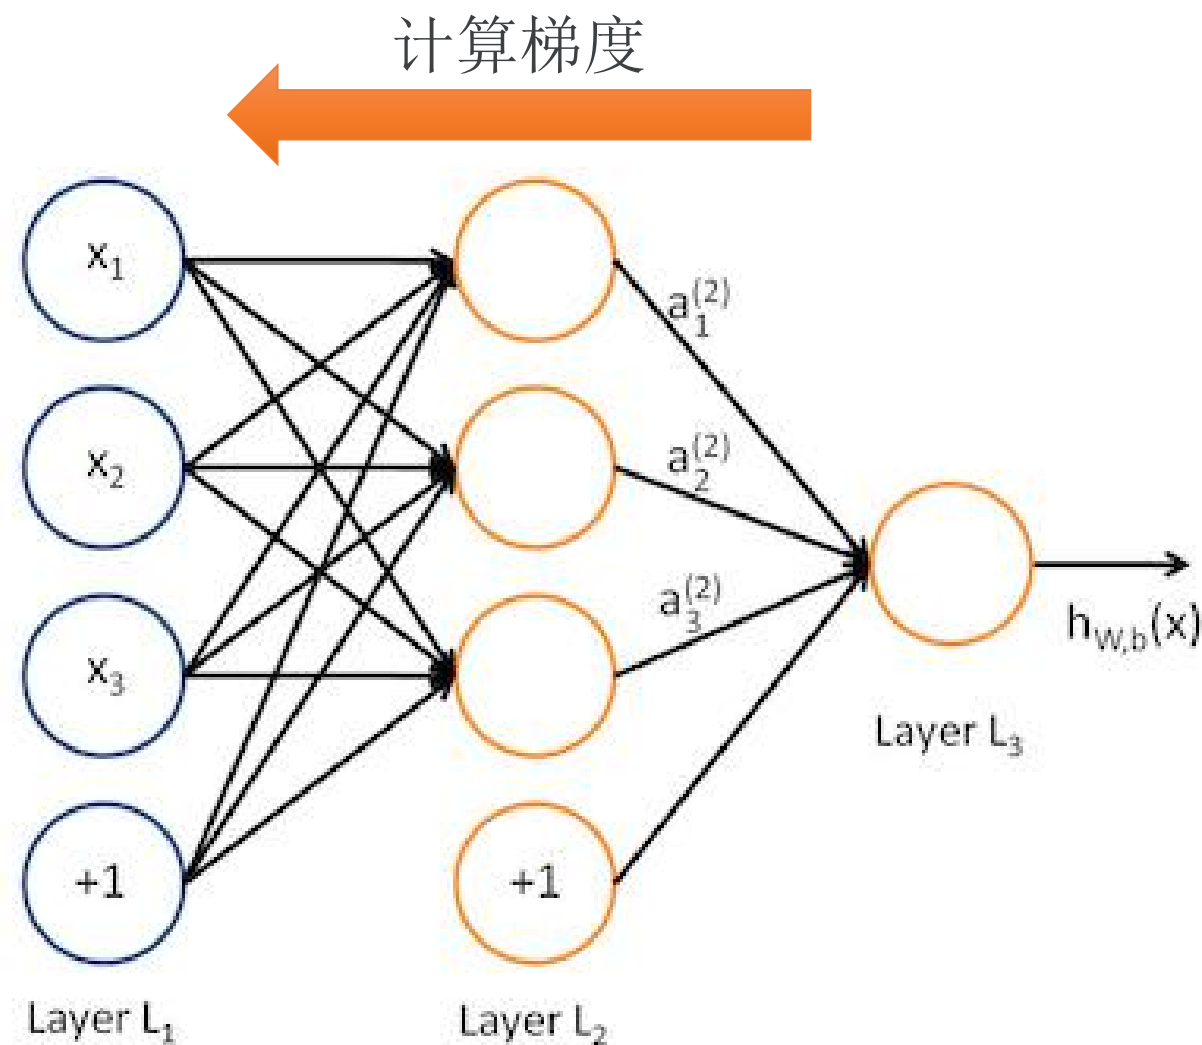 计算梯度
x₁
a₁⁽²⁾
x₂
a₂⁽²⁾
x₃
a₃⁽²⁾
h_W,b(x)
Layer L₃
+1
+1
Layer L₁
Layer L₂